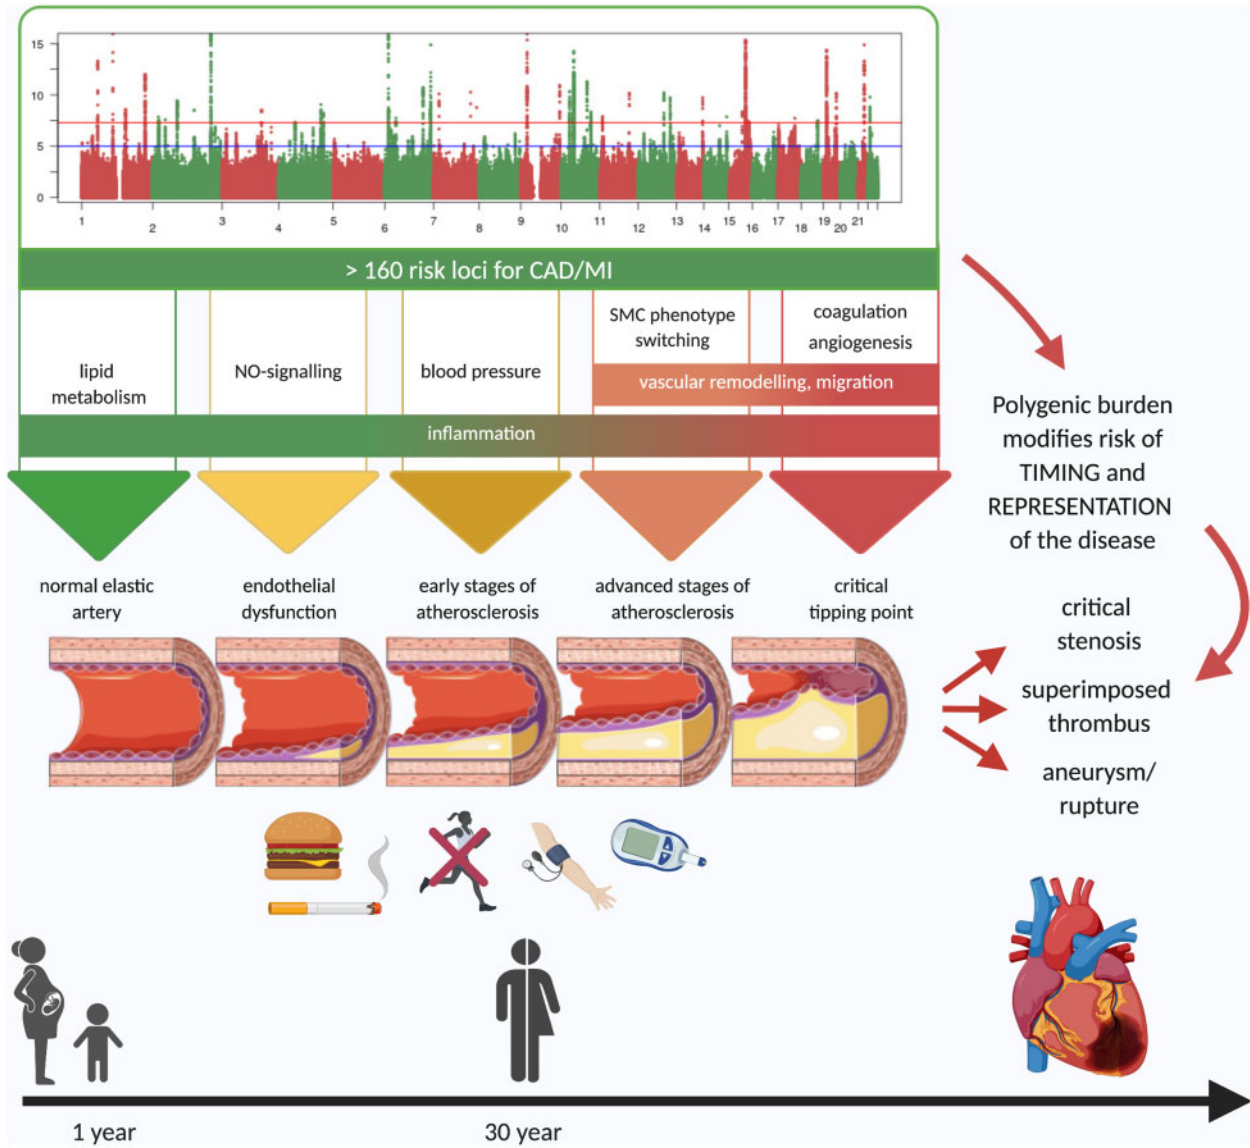 15
10
5
0
1
2
3
4
5
6
7
8
9
10
11
12
13
14
15
16
17
18
19
20
21
> 160 risk loci for CAD/MI
lipid
metabolism
NO-signalling
blood pressure
SMC phenotype
switching
coagulation
angiogenesis
vascular remodelling, migration
inflammation
Polygenic burden
modifies risk of
TIMING and
REPRESENTATION
of the disease
normal elastic
artery
endothelial
dysfunction
early stages of
atherosclerosis
advanced stages of
atherosclerosis
critical
tipping point
critical
stenosis
superimposed
thrombus
aneurysm/
rupture
1 year
30 year